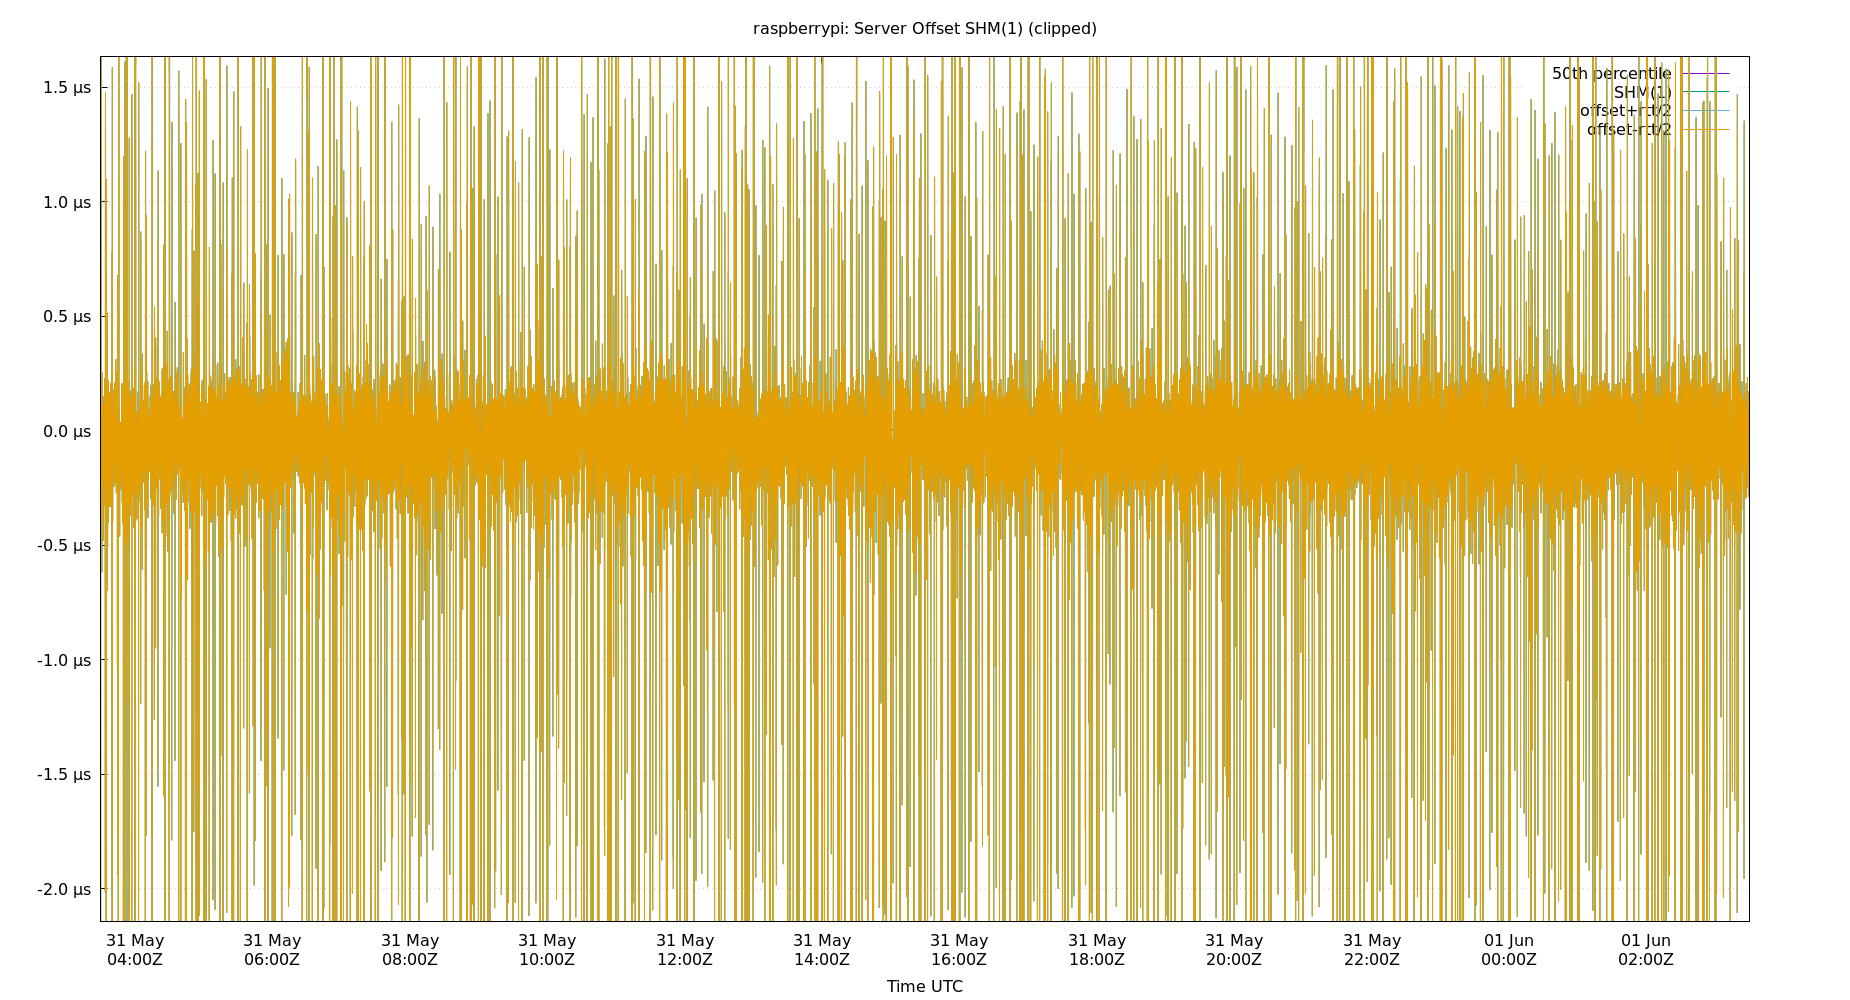 raspberrypi: Server Offset SHM(1) (clipped)
1.5 µs
1.0 µs
0.5 µs
0.0 µs
-0.5 µs
-1.0 µs
-1.5 µs
-2.0 µs
50th percentile
SHM(1)
offset+rtt/2
offset-rtt/2
31 May 31 May 31 May 31 May 31 May 31 May 31 May 31 May 31 May 31 May 01 Jun 01 Jun
04:00Z 06:00Z 08:00Z 10:00Z 12:00Z 14:00Z 16:00Z 18:00Z 20:00Z 22:00Z 00:00Z 02:00Z
Time UTC